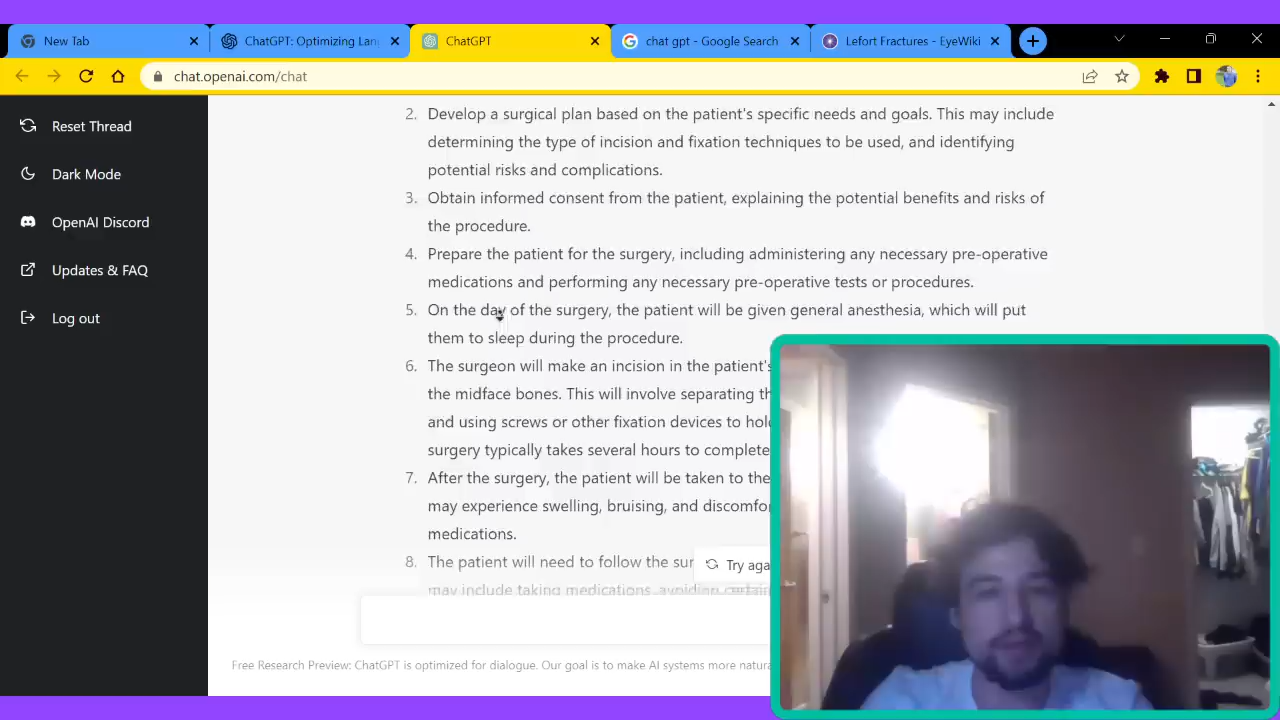 New Tab
ChatGPT: Optimizing Lan
ChatGPT
chat gpt - Google Search
Lefort Fractures - EyeWiki
chat.openai.com/chat
Reset Thread
Dark Mode
OpenAI Discord
Updates & FAQ
Log out
2. Develop a surgical plan based on the patient's specific needs and goals. This may include
determining the type of incision and fixation techniques to be used, and identifying
potential risks and complications.
3. Obtain informed consent from the patient, explaining the potential benefits and risks of
the procedure.
4. Prepare the patient for the surgery, including administering any necessary pre-operative
medications and performing any necessary pre-operative tests or procedures.
5. On the day of the surgery, the patient will be given general anesthesia, which will put
them to sleep during the procedure.
6. The surgeon will make an incision in the patient's
the midface bones. This will involve separating th
and using screws or other fixation devices to hol
surgery typically takes several hours to complete
7. After the surgery, the patient will be taken to the
may experience swelling, bruising, and discomfo
medications.
8. The patient will need to follow the sur
Try aga
may include taking medications, avoiding certain
Free Research Preview: ChatGPT is optimized for dialogue. Our goal is to make AI systems more natura